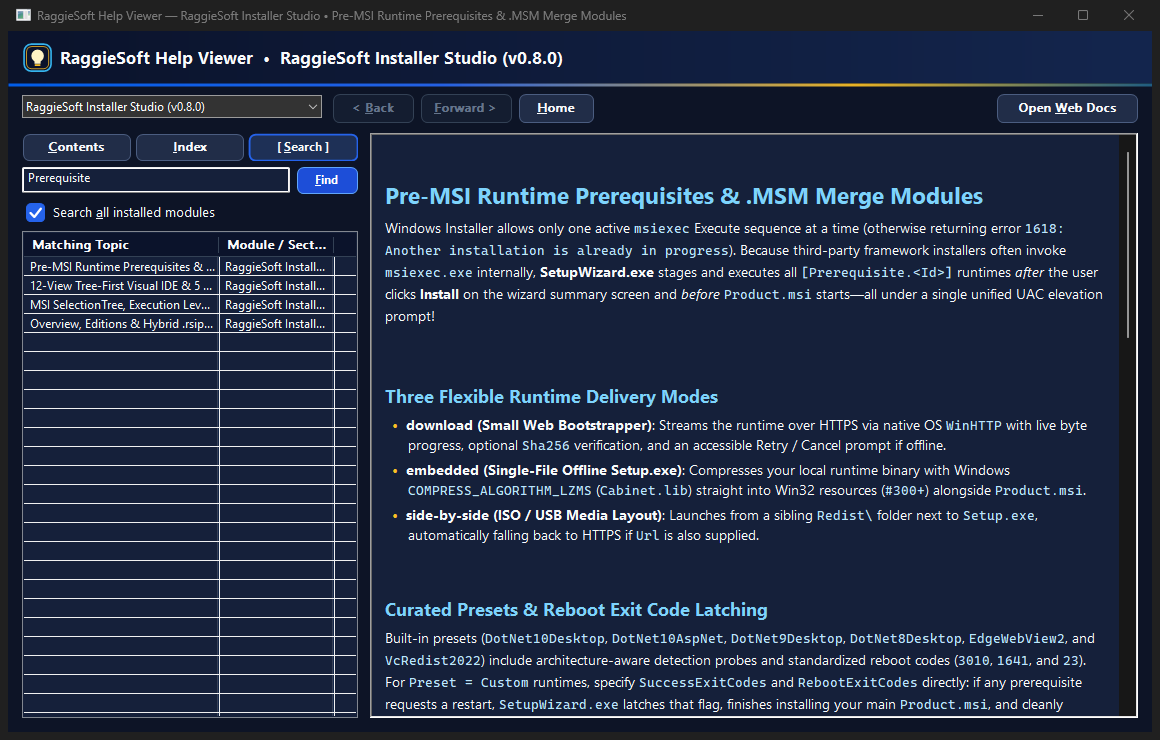 RaggieSoft Help Viewer — RaggieSoft Installer Studio • Pre-MSI Runtime Prerequisites & .MSM Merge Modules
RaggieSoft Help Viewer • RaggieSoft Installer Studio (v0.8.0)
RaggieSoft Installer Studio (v0.8.0)
< Back
Forward >
Home
Open Web Docs
Contents
Index
[ Search ]
Prerequisite
Find
Search all installed modules
Matching Topic
Module / Sect...
Pre-MSI Runtime Prerequisites & ...
RaggieSoft Install...
12-View Tree-First Visual IDE & 5 ...
RaggieSoft Install...
MSI SelectionTree, Execution Lev...
RaggieSoft Install...
Overview, Editions & Hybrid .rsip...
RaggieSoft Install...
Pre-MSI Runtime Prerequisites & .MSM Merge Modules
Windows Installer allows only one active msiexec Execute sequence at a time (otherwise returning error 1618:
Another installation is already in progress). Because third-party framework installers often invoke
msiexec.exe internally, SetupWizard.exe stages and executes all [Prerequisite.<Id>] runtimes after the user
clicks Install on the wizard summary screen and before Product.msi starts—all under a single unified UAC elevation
prompt!
Three Flexible Runtime Delivery Modes
• download (Small Web Bootstrapper): Streams the runtime over HTTPS via native OS WinHTTP with live byte
progress, optional Sha256 verification, and an accessible Retry / Cancel prompt if offline.
• embedded (Single-File Offline Setup.exe): Compresses your local runtime binary with Windows
COMPRESS_ALGORITHM_LZMS (Cabinet.lib) straight into Win32 resources (#300+) alongside Product.msi.
• side-by-side (ISO / USB Media Layout): Launches from a sibling Redist\ folder next to Setup.exe,
automatically falling back to HTTPS if Url is also supplied.
Curated Presets & Reboot Exit Code Latching
Built-in presets (DotNet10Desktop, DotNet10AspNet, DotNet9Desktop, DotNet8Desktop, EdgeWebView2, and
VcRedist2022) include architecture-aware detection probes and standardized reboot codes (3010, 1641, and 23).
For Preset = Custom runtimes, specify SuccessExitCodes and RebootExitCodes directly: if any prerequisite
requests a restart, SetupWizard.exe latches that flag, finishes installing your main Product.msi, and cleanly